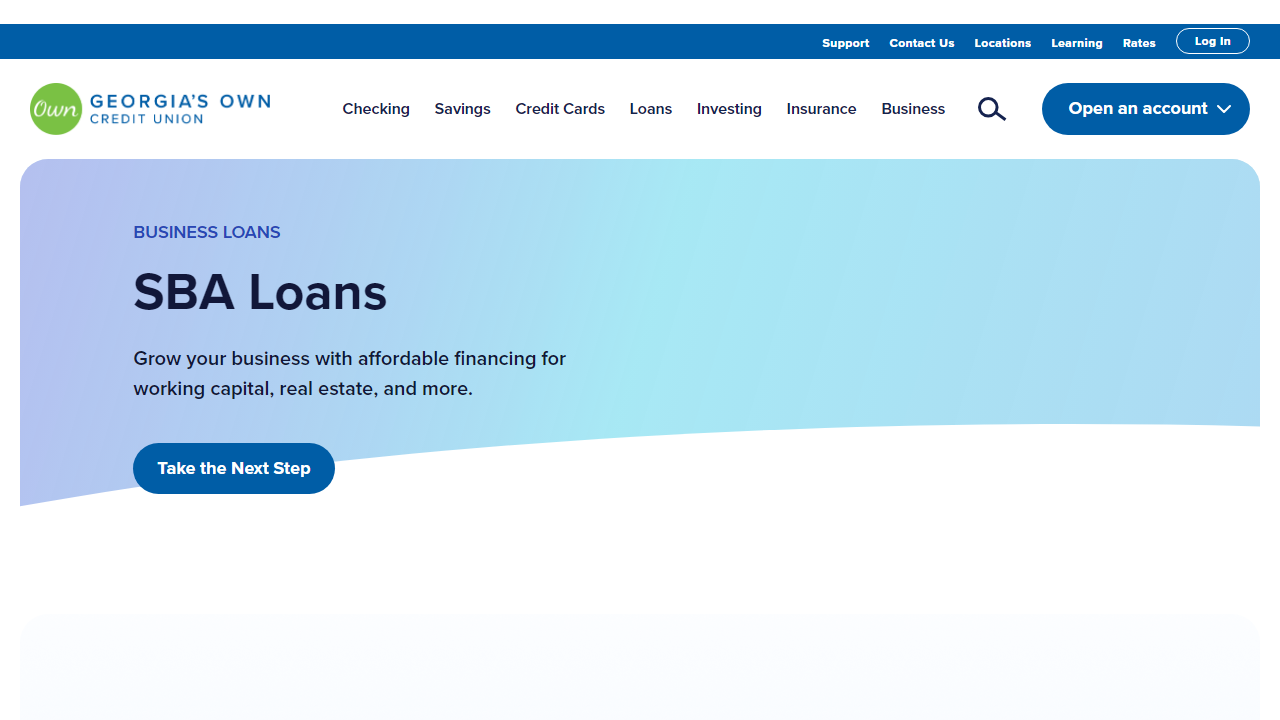 Support Contact Us Locations Learning Rates Log In
Own GEORGIA'S OWN
CREDIT UNION
Checking Savings Credit Cards Loans Investing Insurance Business Open an account
BUSINESS LOANS
SBA Loans
Grow your business with affordable financing for
working capital, real estate, and more.
Take the Next Step